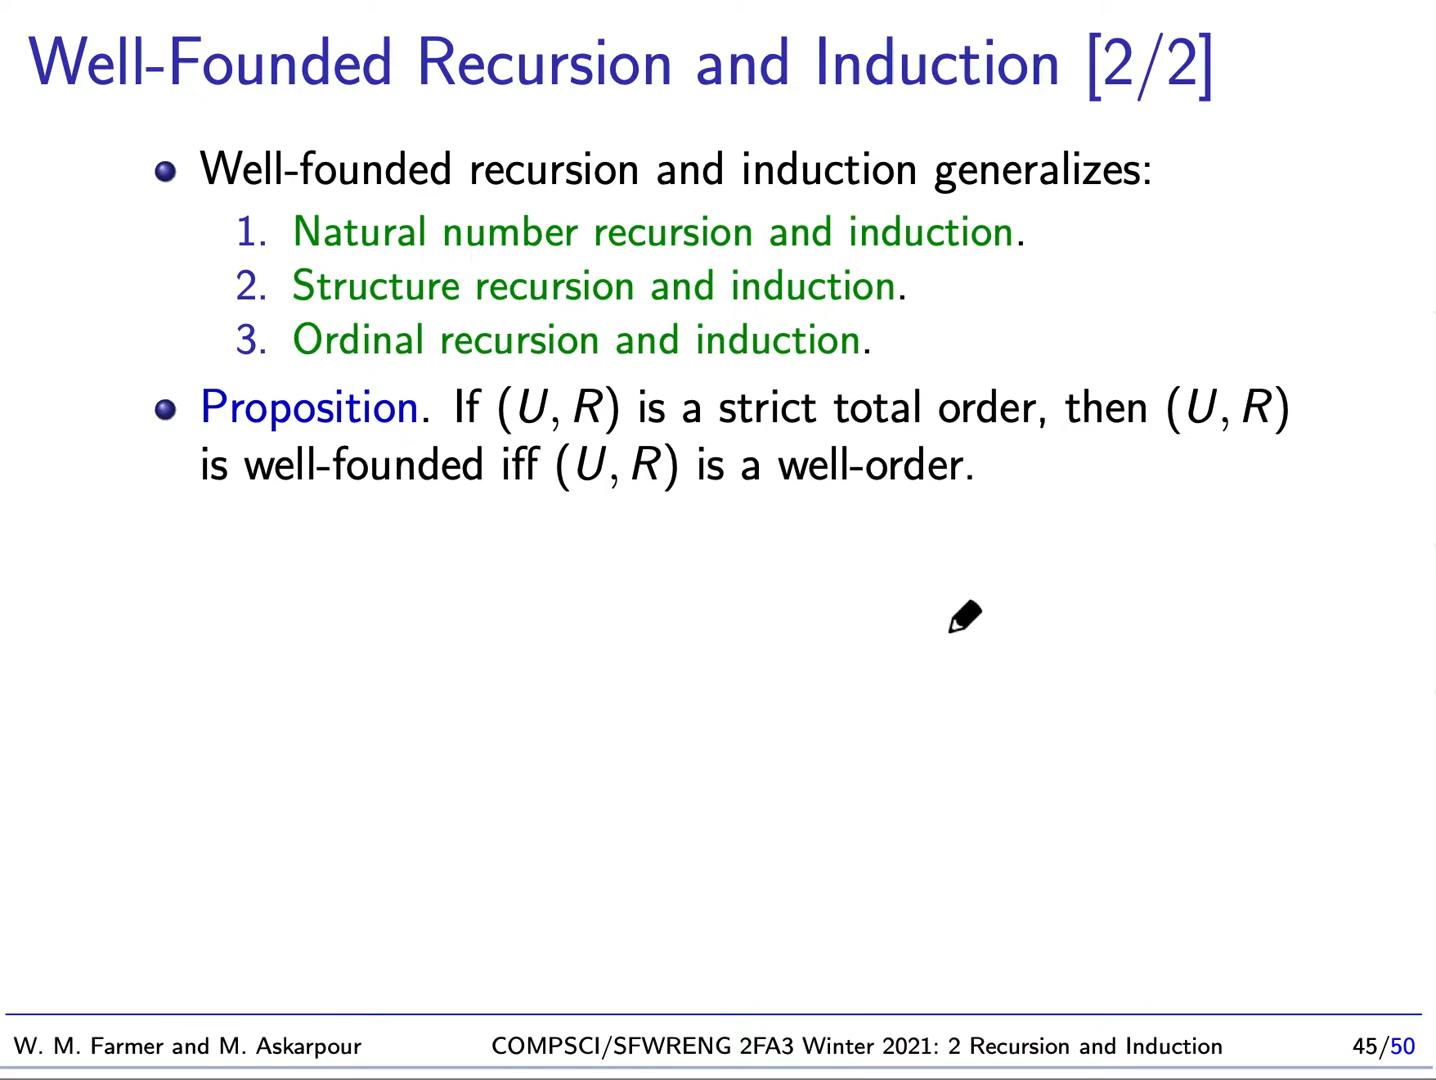 Well-Founded Recursion and Induction [2/2]
Well-founded recursion and induction generalizes:
1. Natural number recursion and induction.
2. Structure recursion and induction.
3. Ordinal recursion and induction.
Proposition. If (U, R) is a strict total order, then (U, R)
is well-founded iff (U, R) is a well-order.
W. M. Farmer and M. Askarpour COMPSCI/SFWRENG 2FA3 Winter 2021: 2 Recursion and Induction 45/50